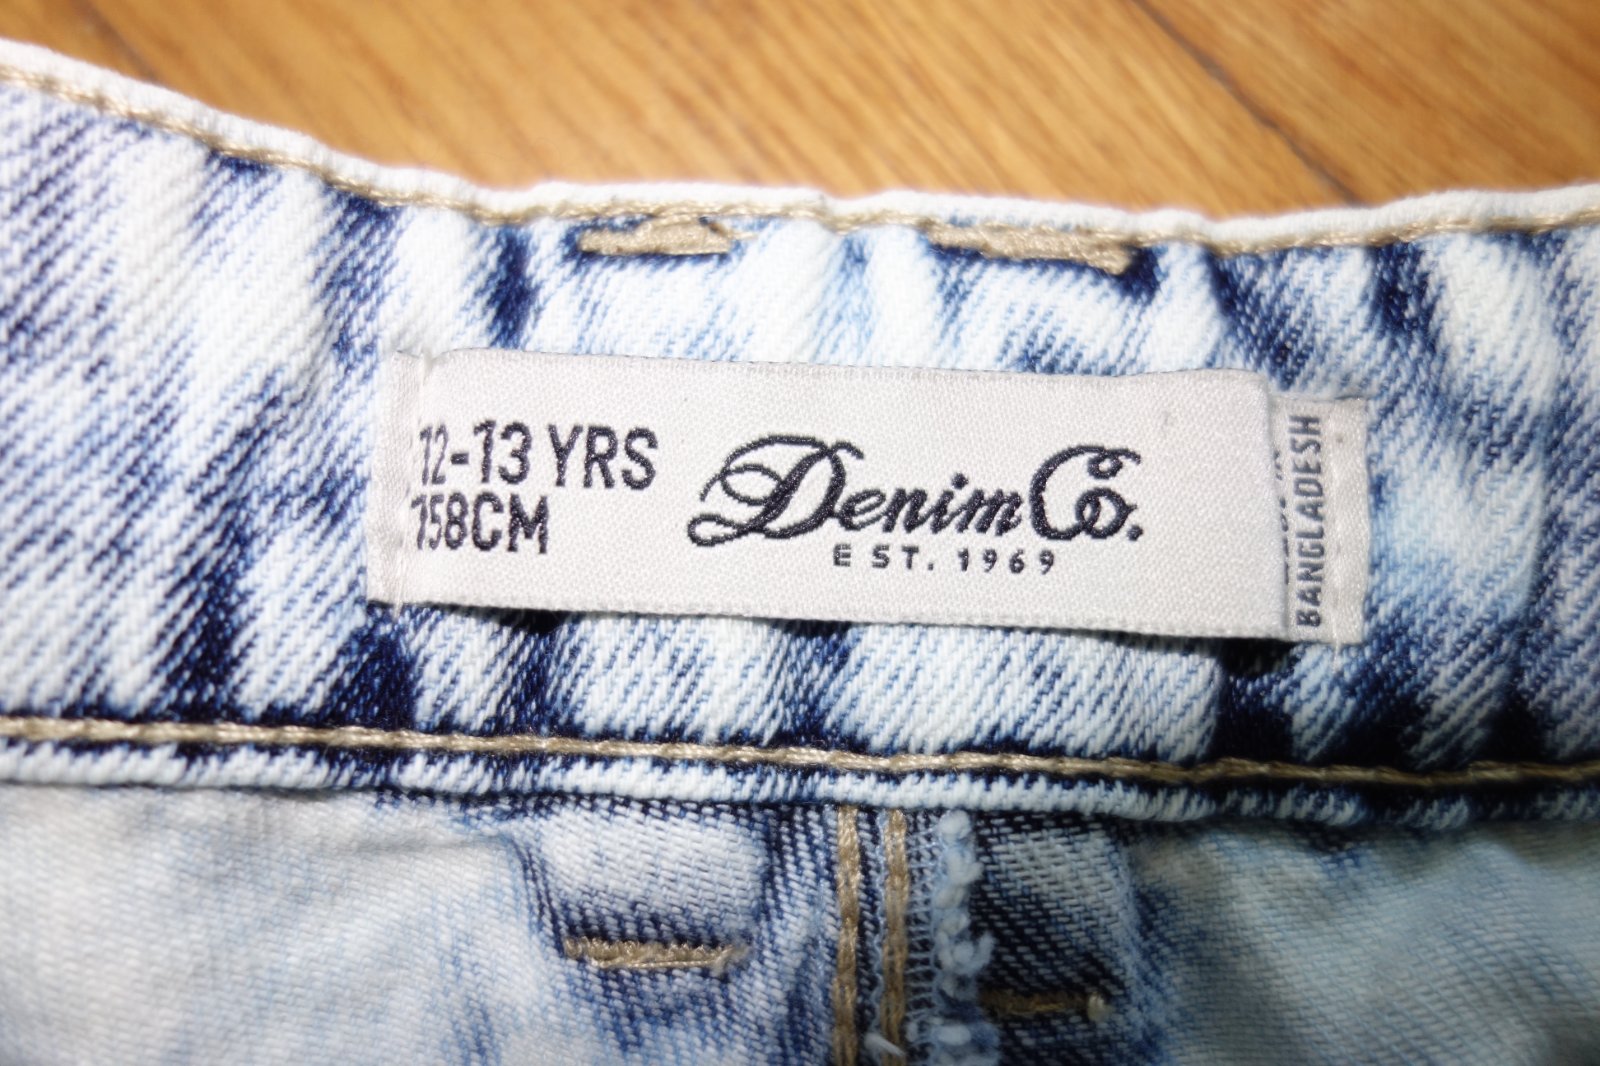 12-13 YRS
158CM
Denim Co.
EST. 1969
BANGLADESH